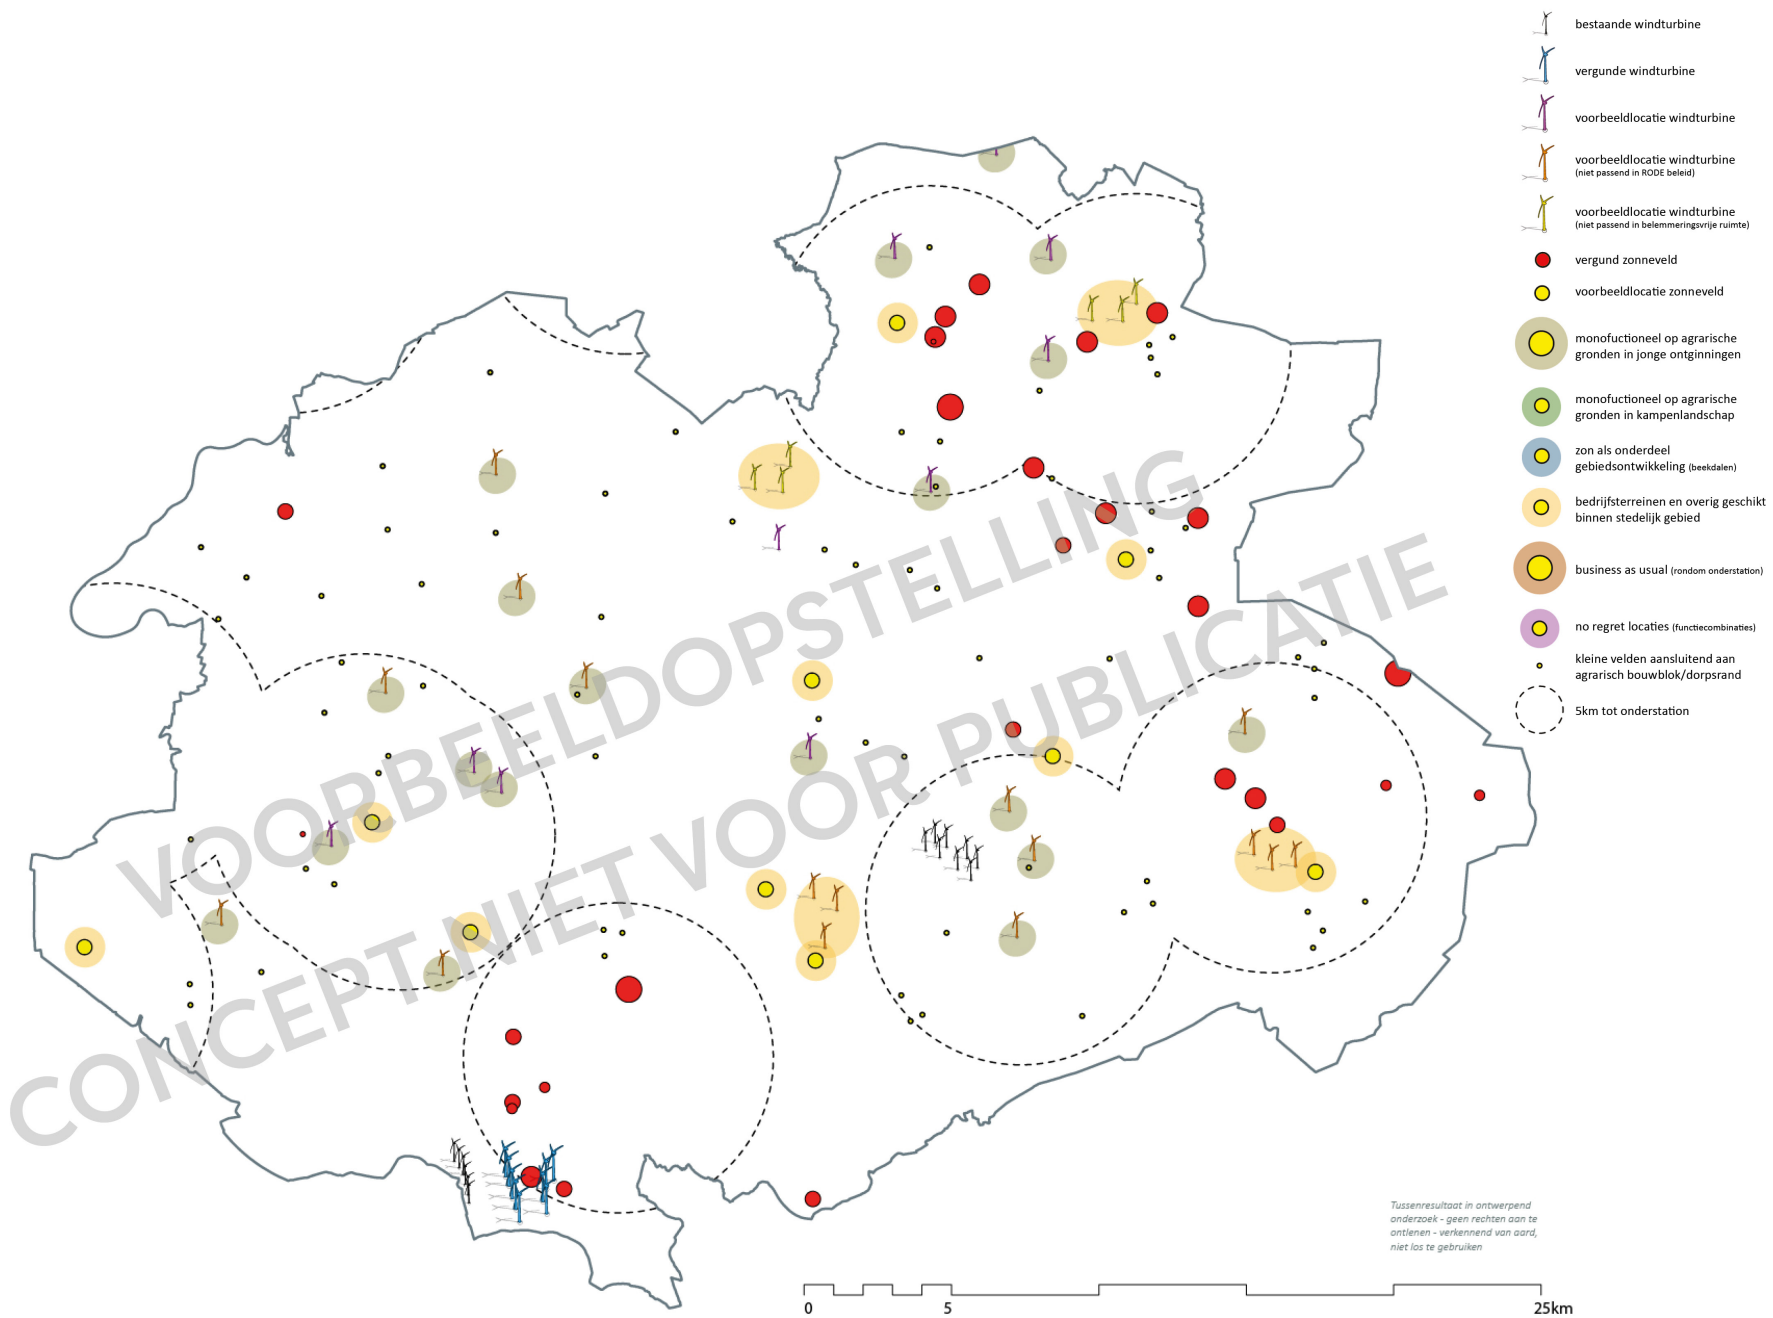 bestaande windturbine
vergunde windturbine
voorbeeldlocatie windturbine
voorbeeldlocatie windturbine
(niet passend in RODE beleid)
voorbeeldlocatie windturbine
(niet passend in belemmeringsvrije ruimte)
vergund zonneveld
voorbeeldlocatie zonneveld
monofuctioneel op agrarische
gronden in jonge ontginningen
monofuctioneel op agrarische
gronden in kampenlandschap
zon als onderdeel
gebiedsontwikkeling (beekdalen)
bedrijfsterreinen en overig geschikt
binnen stedelijk gebied
business as usual (rondom onderstation)
no regret locaties (functiecombinaties)
kleine velden aansluitend aan
agrarisch bouwblok/dorpsrand
5km tot onderstation
VOORBEELDOPSTELLING
CONCEPT NIET VOOR PUBLICATIE
Tussenresultaat in ontwerpend
onderzoek - geen rechten aan te
ontlenen - verkennend van aard,
niet los te gebruiken
0 5 25km